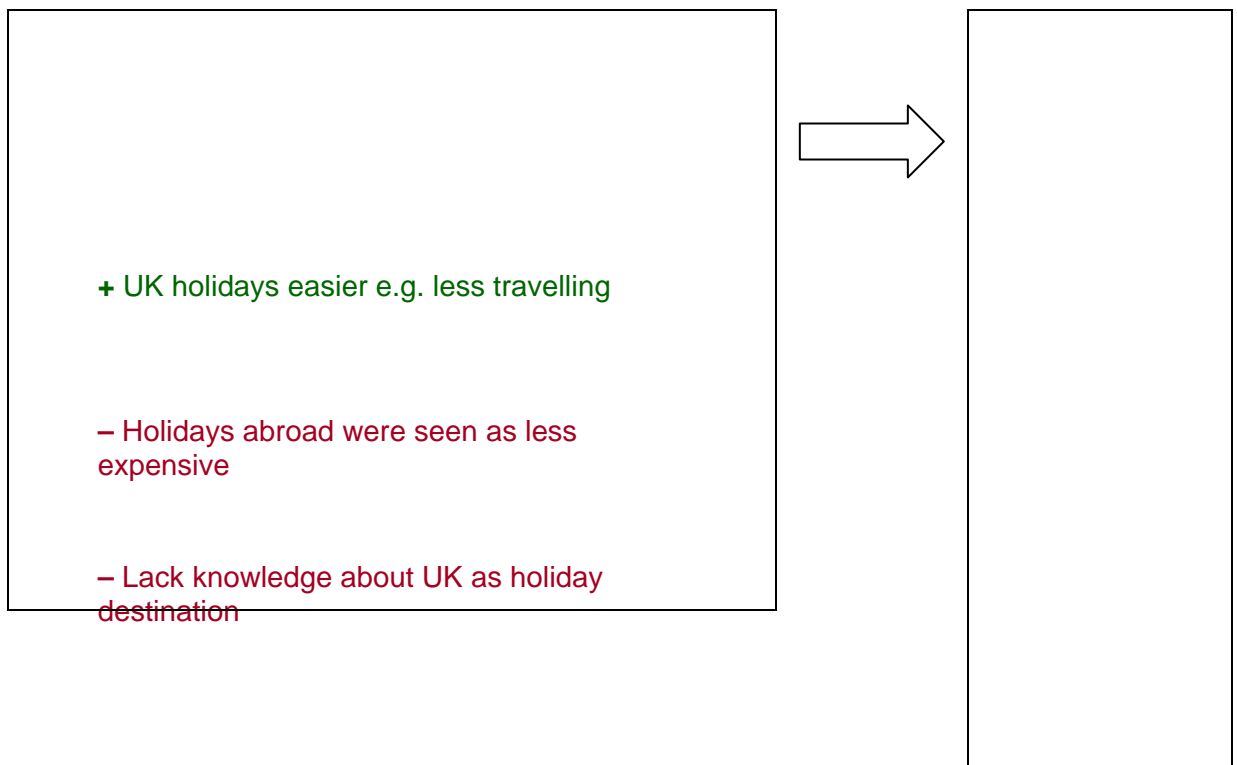 + UK holidays easier e.g. less travelling
– Holidays abroad were seen as less
expensive
– Lack knowledge about UK as holiday
destination